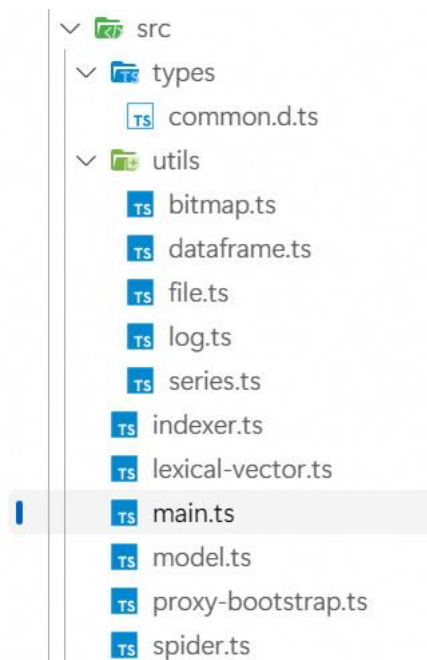 src
types
TS common.d.ts
utils
TS bitmap.ts
TS dataframe.ts
TS file.ts
TS log.ts
TS series.ts
TS indexer.ts
TS lexical-vector.ts
TS main.ts
TS model.ts
TS proxy-bootstrap.ts
TS spider.ts